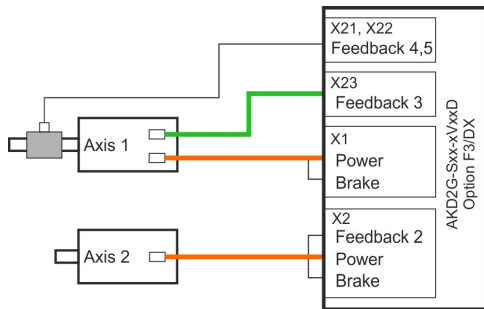 X21, X22
Feedback 4,5
X23
Feedback 3
Axis 1
X1
Power
Brake
X2
Feedback 2
Axis 2
Power
Brake
AKD2G-Sxx-xVxxD
Option F3/DX